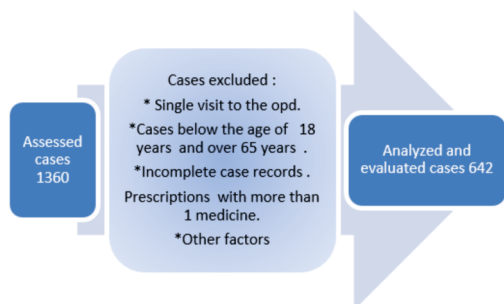 Assessed
cases
1360
Cases excluded :
* Single visit to the opd.
*Cases below the age of 18
years and over 65 years .
*Incomplete case records .
Prescriptions with more than
1 medicine.
*Other factors
Analyzed and
evaluated cases 642